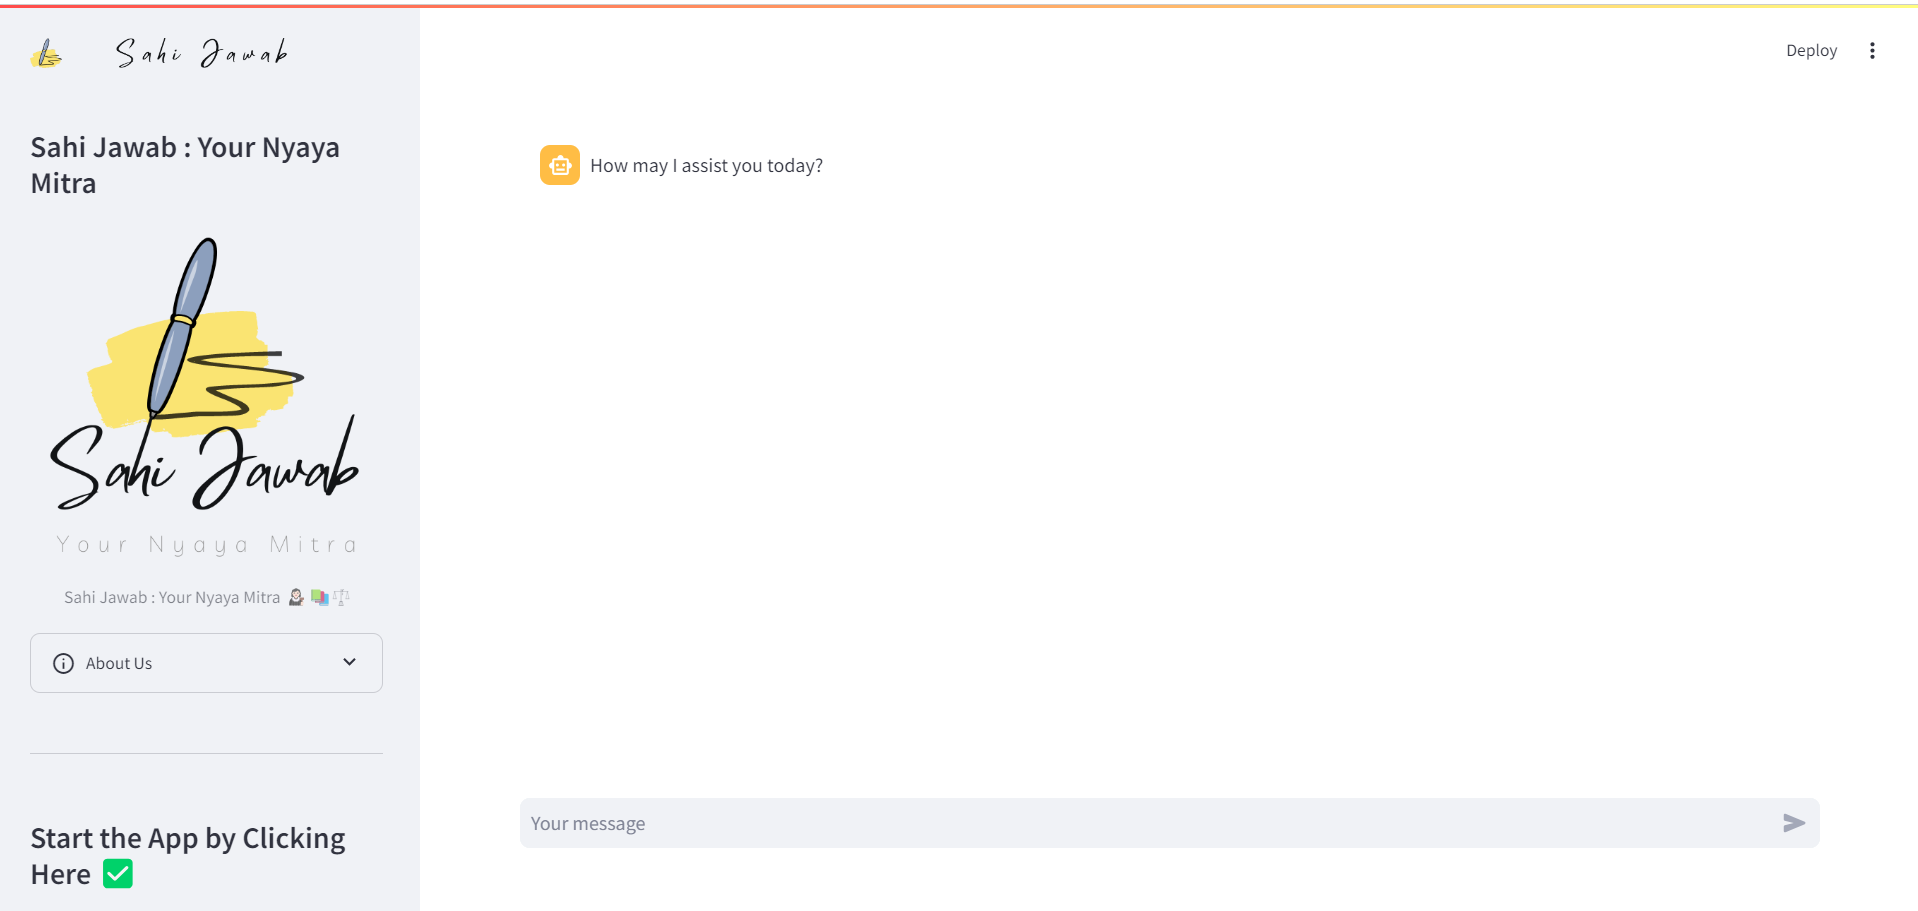 Sahi Jawab
Deploy
Sahi Jawab : Your Nyaya
Mitra
How may I assist you today?
Sahi Jawab
Your Nyaya Mitra
Sahi Jawab : Your Nyaya Mitra 👩🏻‍⚖️📚⚖️
About Us
Your message
Start the App by Clicking
Here ✅